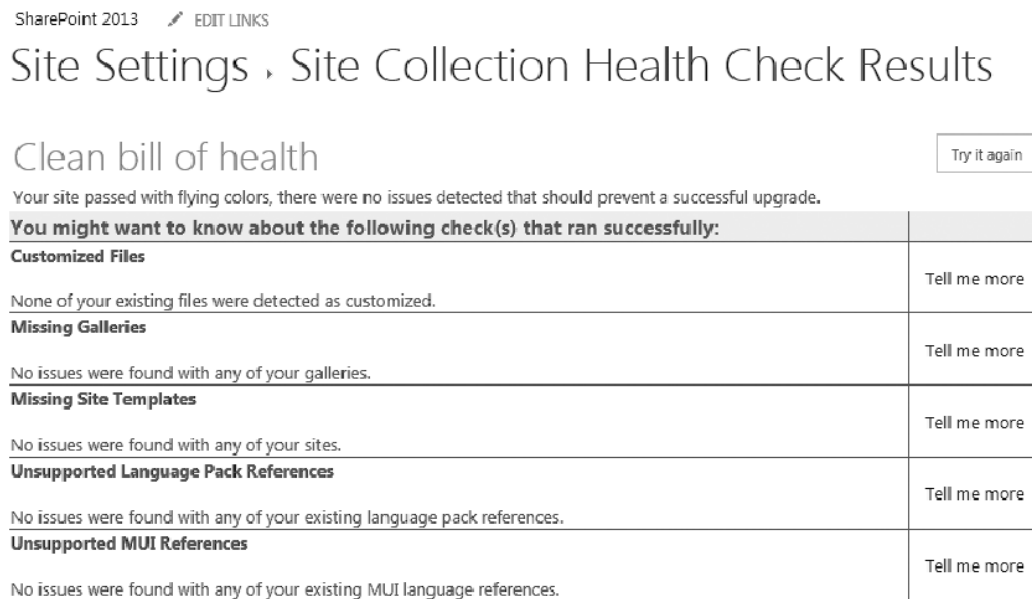 SharePoint 2013 EDIT LINKS
Site Settings › Site Collection Health Check Results
Clean bill of health
Try it again
Your site passed with flying colors, there were no issues detected that should prevent a successful upgrade.
You might want to know about the following check(s) that ran successfully:
Customized Files
Tell me more
None of your existing files were detected as customized.
Missing Galleries
Tell me more
No issues were found with any of your galleries.
Missing Site Templates
Tell me more
No issues were found with any of your sites.
Unsupported Language Pack References
Tell me more
No issues were found with any of your existing language pack references.
Unsupported MUI References
Tell me more
No issues were found with any of your existing MUI language references.